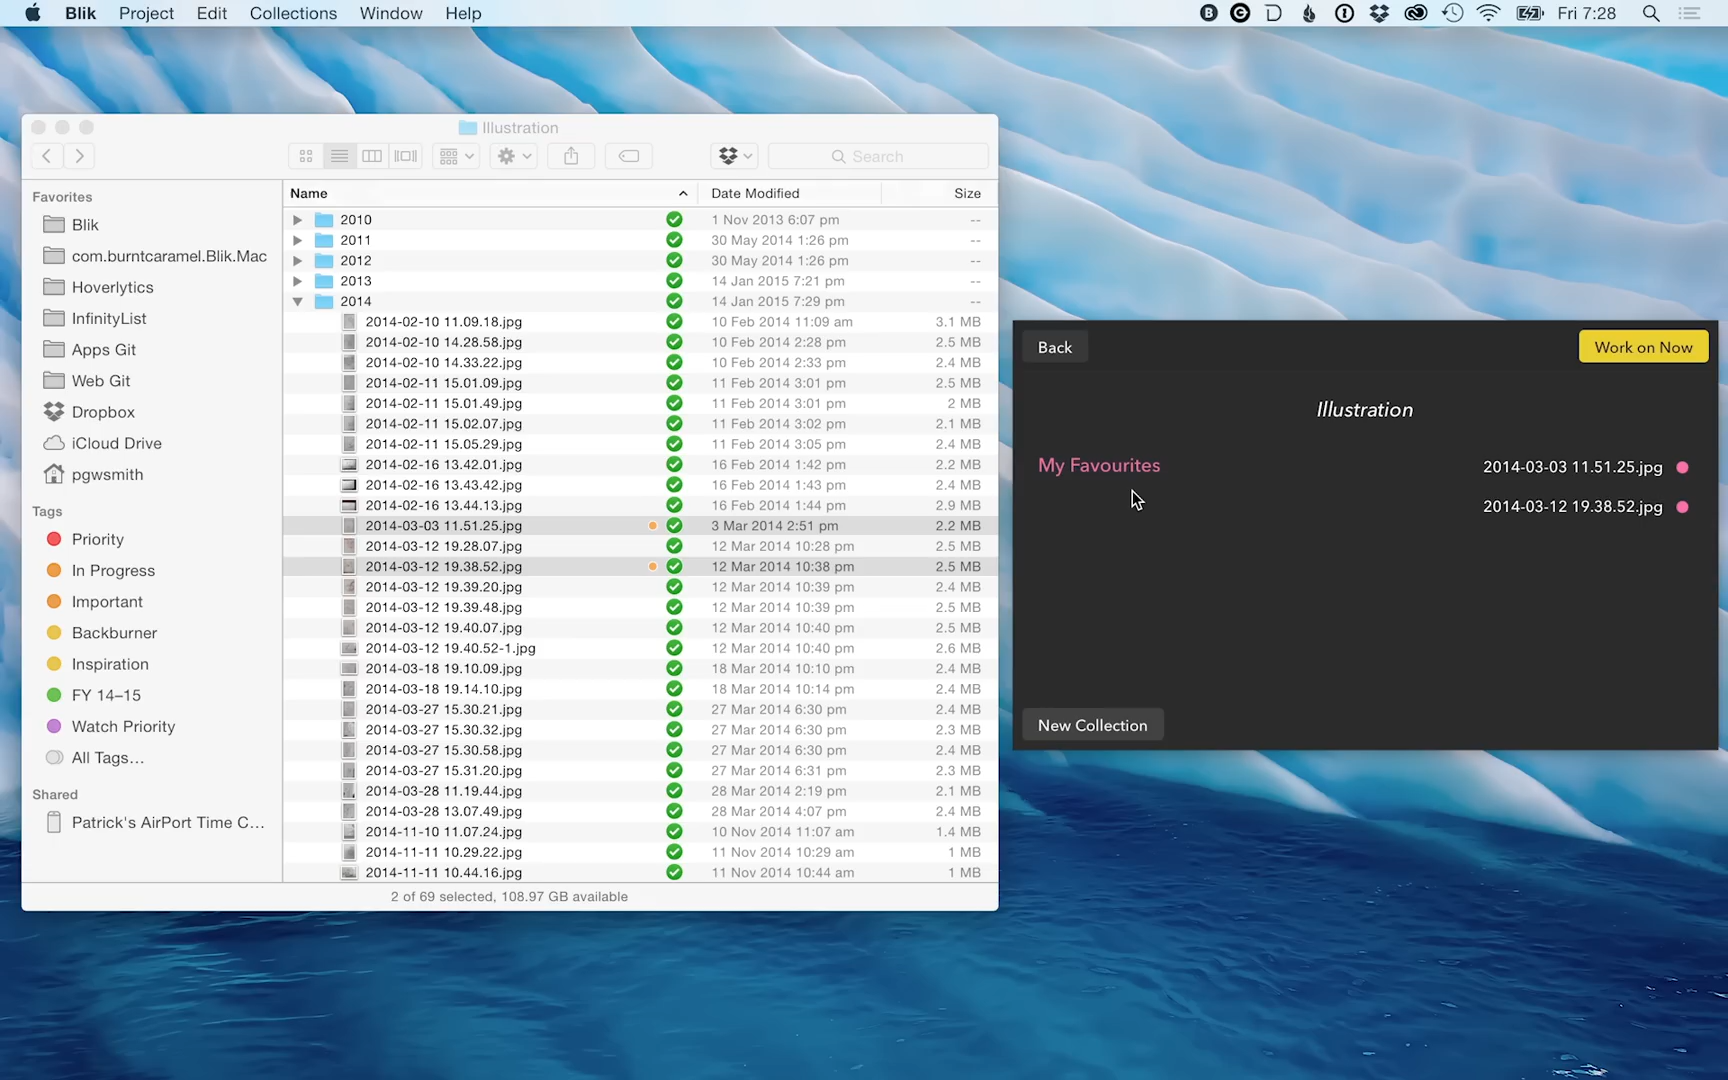 Blik Project Edit Collections Window Help Fri 7:28
Illustration
Search
Favorites
Blik
com.burntcaramel.Blik.Mac
Hoverlytics
InfinityList
Apps Git
Web Git
Dropbox
iCloud Drive
pgwsmith
Tags
Priority
In Progress
Important
Backburner
Inspiration
FY 14–15
Watch Priority
All Tags…
Shared
Patrick's AirPort Time C…
Name Date Modified Size
2010 1 Nov 2013 6:07 pm --
2011 30 May 2014 1:26 pm --
2012 30 May 2014 1:26 pm --
2013 14 Jan 2015 7:21 pm --
2014 14 Jan 2015 7:29 pm --
2014-02-10 11.09.18.jpg 10 Feb 2014 11:09 am 3.1 MB
2014-02-10 14.28.58.jpg 10 Feb 2014 2:28 pm 2.5 MB
2014-02-10 14.33.22.jpg 10 Feb 2014 2:33 pm 2.4 MB
2014-02-11 15.01.09.jpg 11 Feb 2014 3:01 pm 2.5 MB
2014-02-11 15.01.49.jpg 11 Feb 2014 3:01 pm 2 MB
2014-02-11 15.02.07.jpg 11 Feb 2014 3:02 pm 2.1 MB
2014-02-11 15.05.29.jpg 11 Feb 2014 3:05 pm 2.4 MB
2014-02-16 13.42.01.jpg 16 Feb 2014 1:42 pm 2.2 MB
2014-02-16 13.43.42.jpg 16 Feb 2014 1:43 pm 2.4 MB
2014-02-16 13.44.13.jpg 16 Feb 2014 1:44 pm 2.9 MB
2014-03-03 11.51.25.jpg 3 Mar 2014 2:51 pm 2.2 MB
2014-03-12 19.28.07.jpg 12 Mar 2014 10:28 pm 2.5 MB
2014-03-12 19.38.52.jpg 12 Mar 2014 10:38 pm 2.5 MB
2014-03-12 19.39.20.jpg 12 Mar 2014 10:39 pm 2.4 MB
2014-03-12 19.39.48.jpg 12 Mar 2014 10:39 pm 2.5 MB
2014-03-12 19.40.07.jpg 12 Mar 2014 10:40 pm 2.5 MB
2014-03-12 19.40.52-1.jpg 12 Mar 2014 10:40 pm 2.6 MB
2014-03-18 19.10.09.jpg 18 Mar 2014 10:10 pm 2.4 MB
2014-03-18 19.14.10.jpg 18 Mar 2014 10:14 pm 2.4 MB
2014-03-27 15.30.21.jpg 27 Mar 2014 6:30 pm 2.4 MB
2014-03-27 15.30.32.jpg 27 Mar 2014 6:30 pm 2.3 MB
2014-03-27 15.30.58.jpg 27 Mar 2014 6:30 pm 2.4 MB
2014-03-27 15.31.20.jpg 27 Mar 2014 6:31 pm 2.3 MB
2014-03-28 11.19.44.jpg 28 Mar 2014 2:19 pm 2.1 MB
2014-03-28 13.07.49.jpg 28 Mar 2014 4:07 pm 2.4 MB
2014-11-10 11.07.24.jpg 10 Nov 2014 11:07 am 1.4 MB
2014-11-11 10.29.22.jpg 11 Nov 2014 10:29 am 1 MB
2014-11-11 10.44.16.jpg 11 Nov 2014 10:44 am 1 MB
2 of 69 selected, 108.97 GB available
Back Work on Now
Illustration
My Favourites 2014-03-03 11.51.25.jpg
2014-03-12 19.38.52.jpg
New Collection